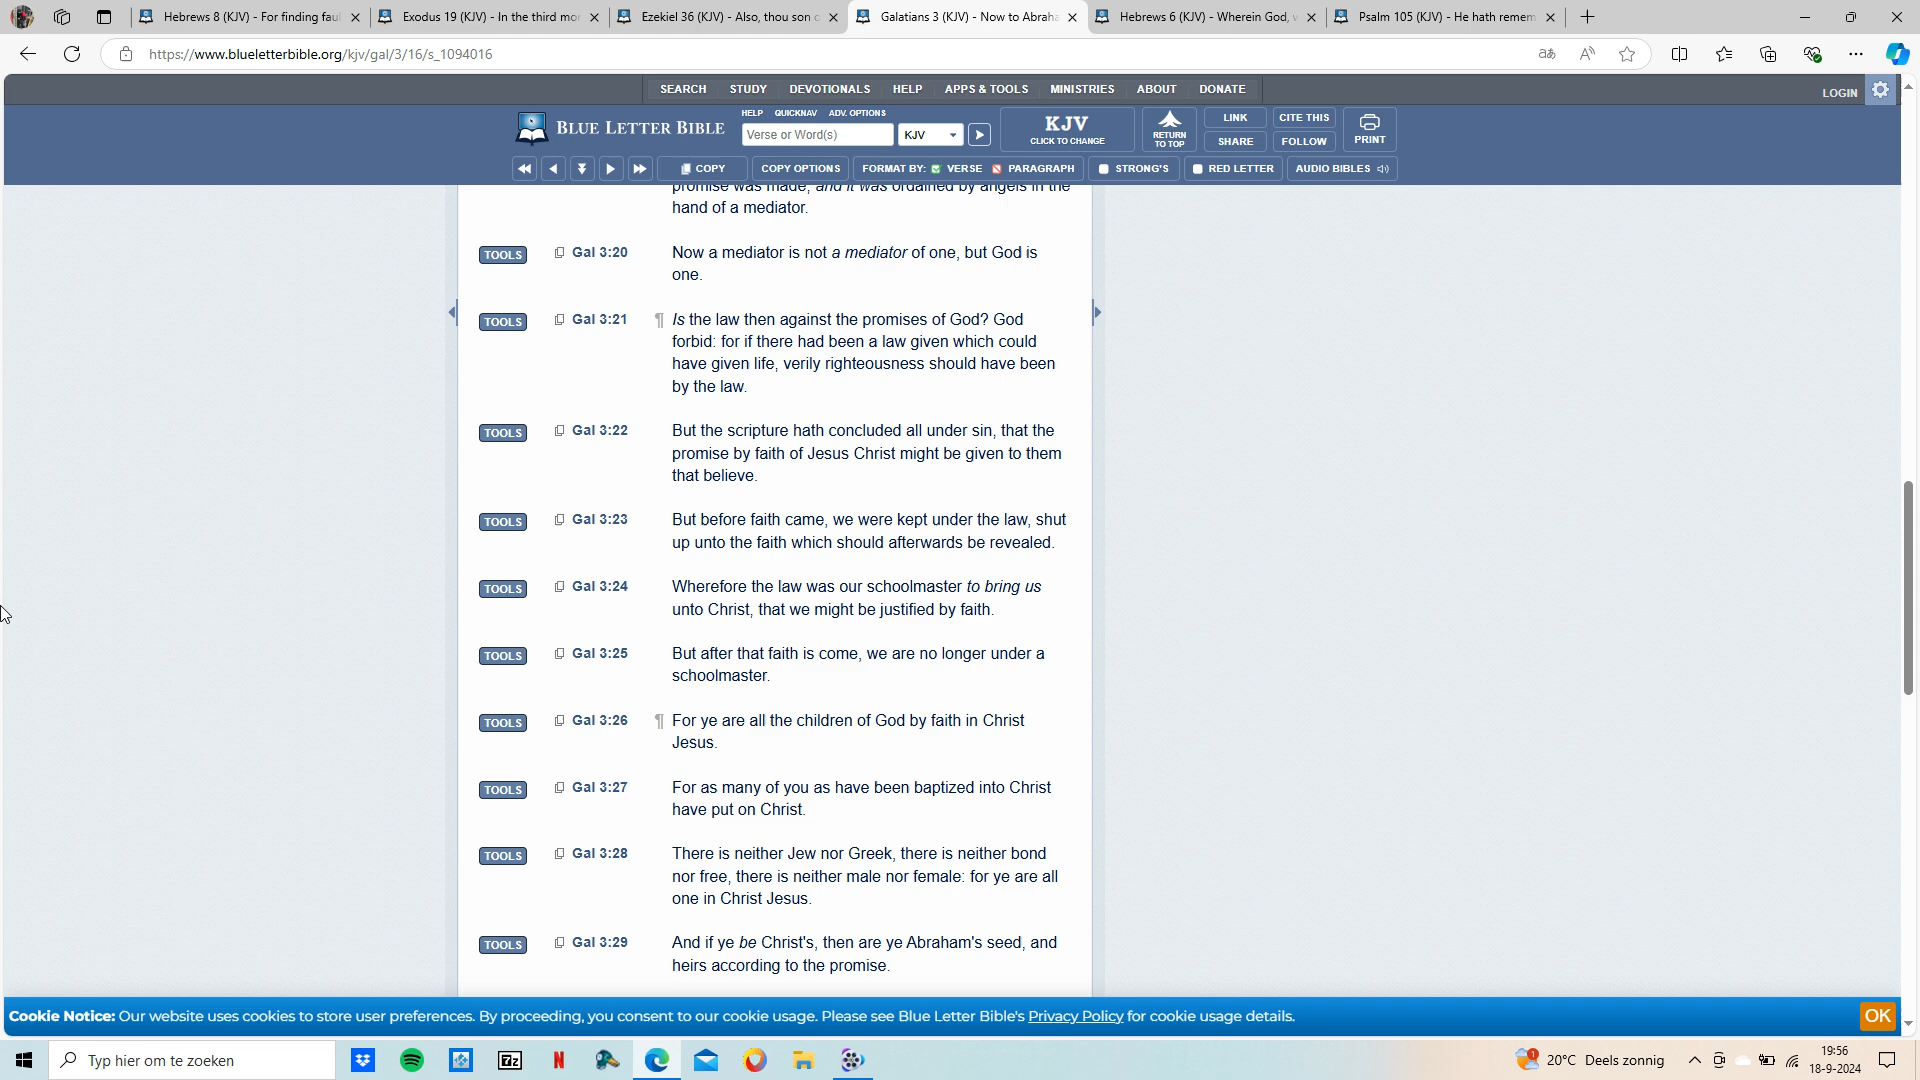 Hebrews 8 (KJV) - For finding faul
Exodus 19 (KJV) - In the third mor
Ezekiel 36 (KJV) - Also, thou son o
Galatians 3 (KJV) - Now to Abraha
Hebrews 6 (KJV) - Wherein God, w
Psalm 105 (KJV) - He hath remem
https://www.blueletterbible.org/kjv/gal/3/16/s_1094016
SEARCH STUDY DEVOTIONALS HELP APPS & TOOLS MINISTRIES ABOUT DONATE
LOGIN
HELP QUICKNAV ADV. OPTIONS
BLUE LETTER BIBLE
Verse or Word(s)
KJV
KJV
CLICK TO CHANGE
RETURN
TO TOP
LINK
CITE THIS
SHARE
FOLLOW
PRINT
COPY COPY OPTIONS FORMAT BY: VERSE PARAGRAPH STRONG'S RED LETTER AUDIO BIBLES
promise was made, and it was ordained by angels in the
hand of a mediator.
TOOLS Gal 3:20 Now a mediator is not a mediator of one, but God is
one.
TOOLS Gal 3:21 ¶ Is the law then against the promises of God? God
forbid: for if there had been a law given which could
have given life, verily righteousness should have been
by the law.
TOOLS Gal 3:22 But the scripture hath concluded all under sin, that the
promise by faith of Jesus Christ might be given to them
that believe.
TOOLS Gal 3:23 But before faith came, we were kept under the law, shut
up unto the faith which should afterwards be revealed.
TOOLS Gal 3:24 Wherefore the law was our schoolmaster to bring us
unto Christ, that we might be justified by faith.
TOOLS Gal 3:25 But after that faith is come, we are no longer under a
schoolmaster.
TOOLS Gal 3:26 ¶ For ye are all the children of God by faith in Christ
Jesus.
TOOLS Gal 3:27 For as many of you as have been baptized into Christ
have put on Christ.
TOOLS Gal 3:28 There is neither Jew nor Greek, there is neither bond
nor free, there is neither male nor female: for ye are all
one in Christ Jesus.
TOOLS Gal 3:29 And if ye be Christ's, then are ye Abraham's seed, and
heirs according to the promise.
Cookie Notice: Our website uses cookies to store user preferences. By proceeding, you consent to our cookie usage. Please see Blue Letter Bible's Privacy Policy for cookie usage details.
OK
Typ hier om te zoeken
7z
N
1
20°C Deels zonnig
19:56
18-9-2024